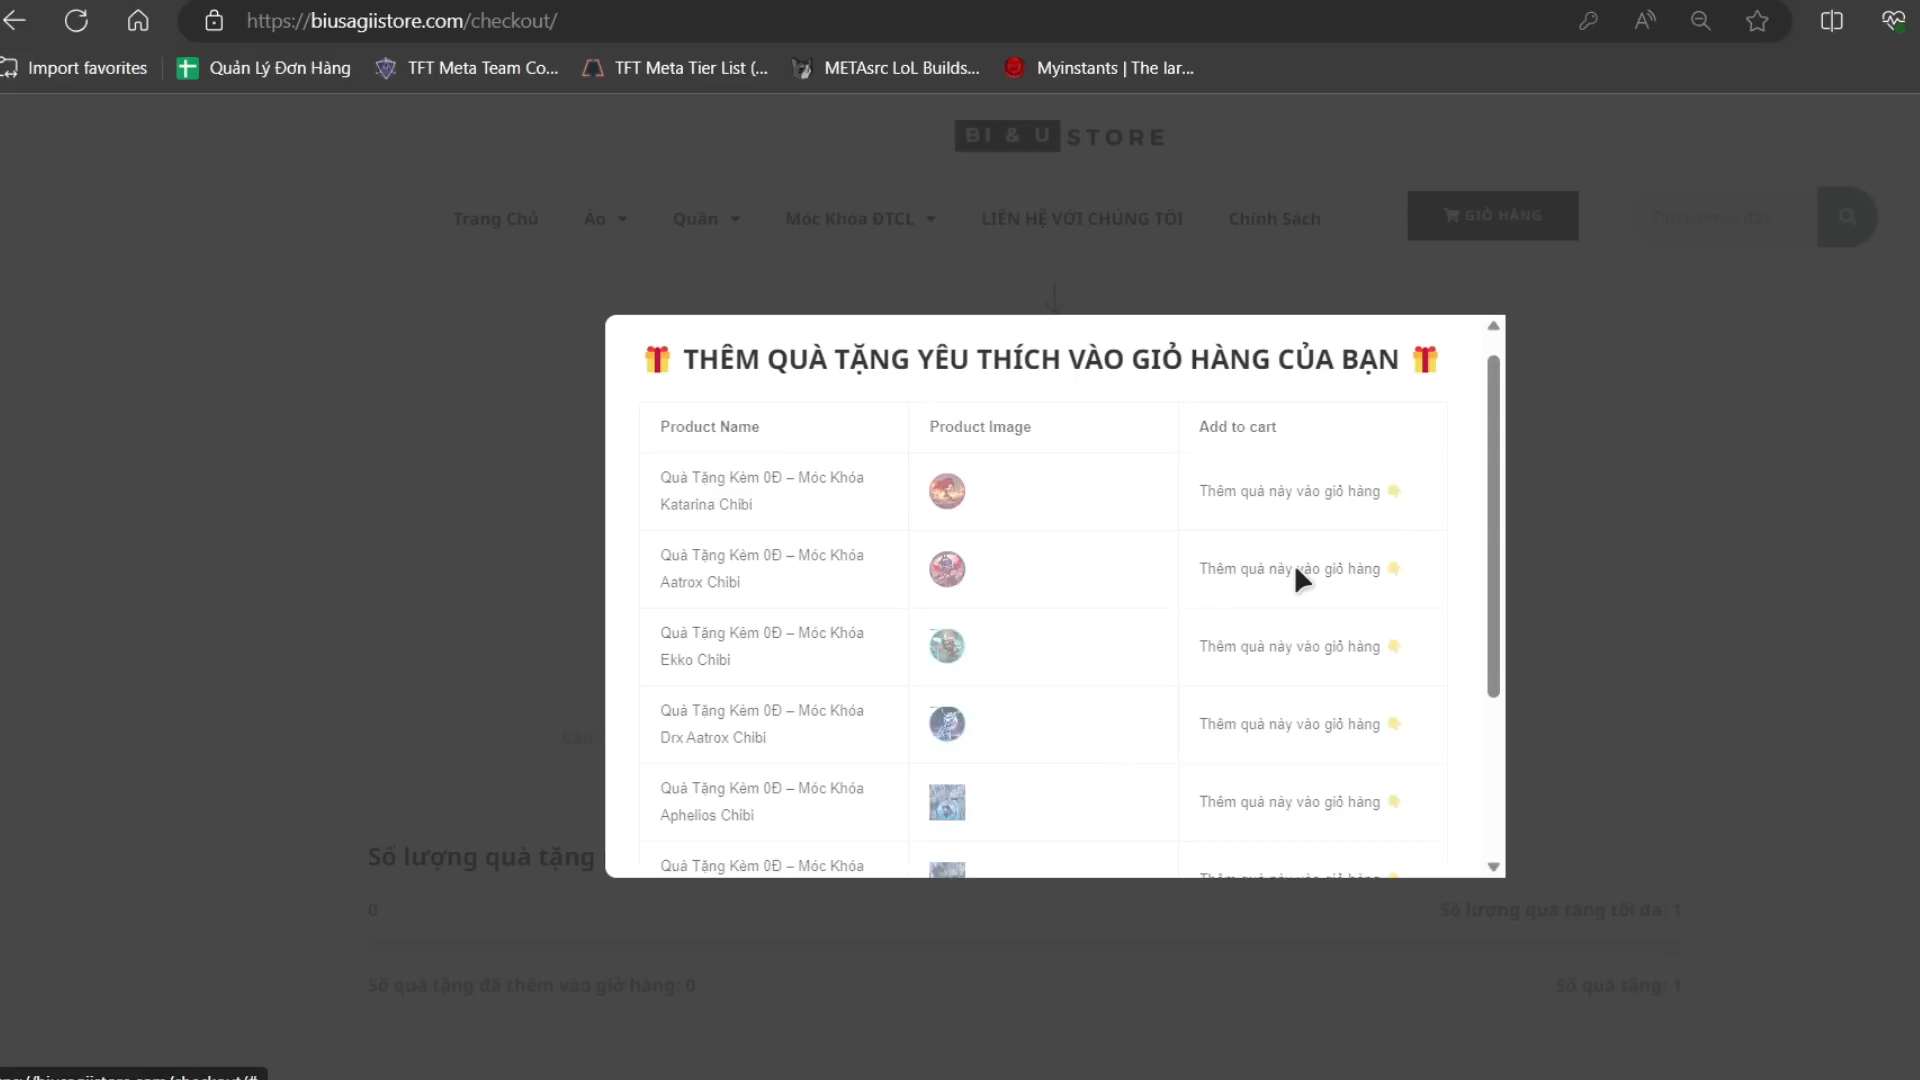 https://biusagiistore.com/checkout/
Import favorites
Quản Lý Đơn Hàng
TFT Meta Team Co...
TFT Meta Tier List (...
METAsrc LoL Builds...
Myinstants | The lar...
BI & U STORE
Trang Chủ
Áo
Quần
Móc Khóa ĐTCL
LIÊN HỆ VỚI CHÚNG TÔI
Chính Sách
GIỎ HÀNG
🎁 THÊM QUÀ TẶNG YÊU THÍCH VÀO GIỎ HÀNG CỦA BẠN 🎁
Product Name
Product Image
Add to cart
Quà Tặng Kèm 0Đ – Móc Khóa
Katarina Chibi
Thêm quà này vào giỏ hàng 👇
Quà Tặng Kèm 0Đ – Móc Khóa
Aatrox Chibi
Thêm quà này vào giỏ hàng 👇
Quà Tặng Kèm 0Đ – Móc Khóa
Ekko Chibi
Thêm quà này vào giỏ hàng 👇
Quà Tặng Kèm 0Đ – Móc Khóa
Drx Aatrox Chibi
Thêm quà này vào giỏ hàng 👇
Quà Tặng Kèm 0Đ – Móc Khóa
Aphelios Chibi
Thêm quà này vào giỏ hàng 👇
Quà Tặng Kèm 0Đ – Móc Khóa
Thêm quà này vào giỏ hàng
Số lượng quà tặng
0
Số lượng quà tặng tối đa: 1
Số quà tặng đã thêm vào giở hàng: 0
Số quà tặng: 1